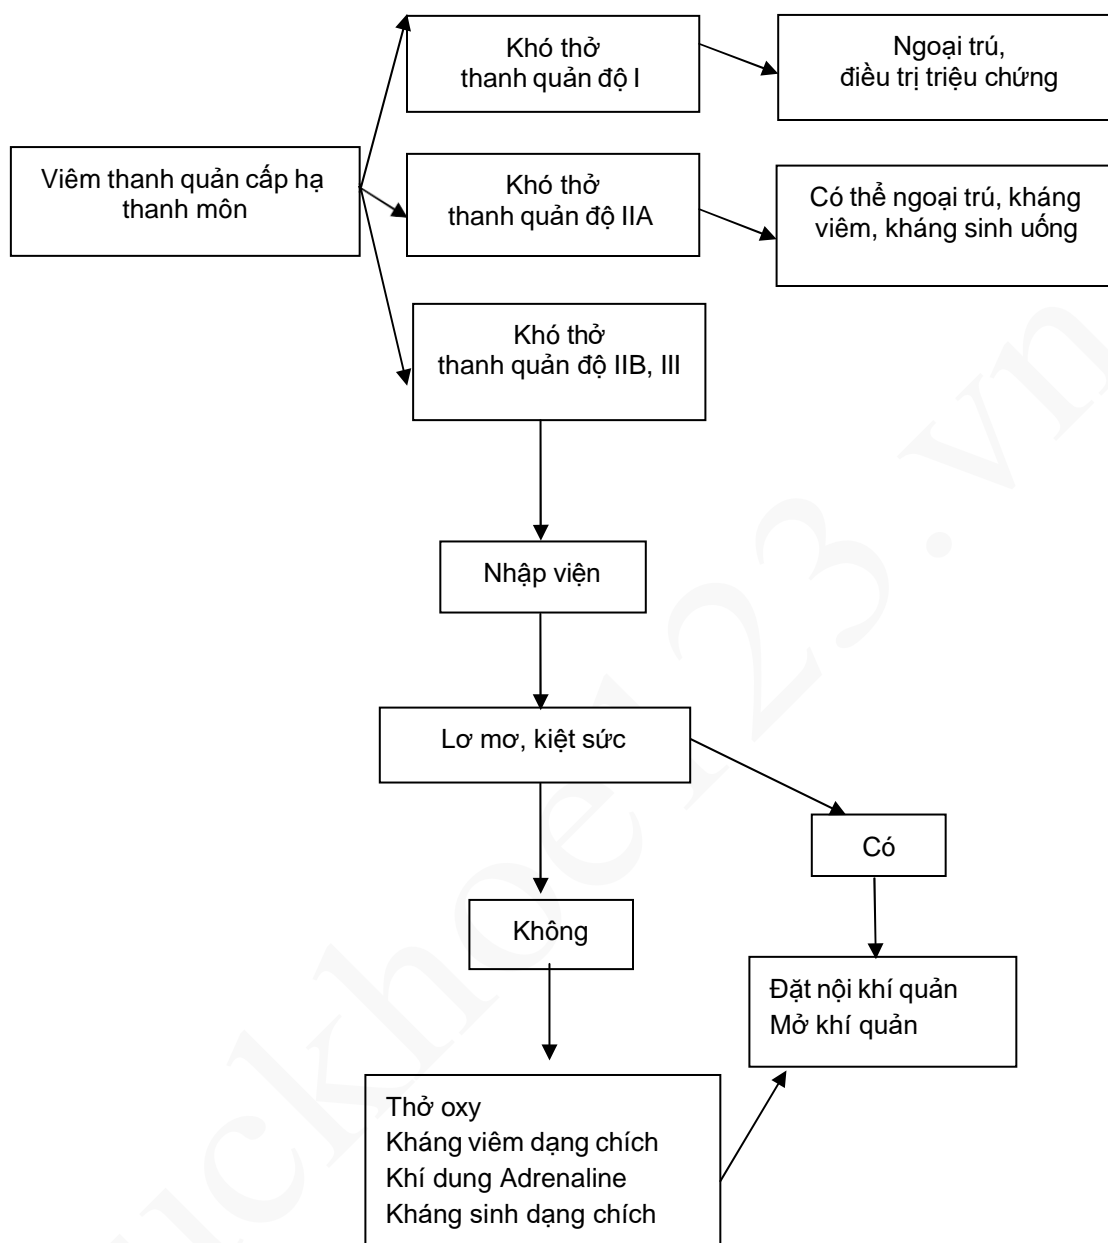 Khó thở
thanh quản độ I
Ngoại trú,
điều trị triệu chứng
Viêm thanh quản cấp hạ
thanh môn
Khó thở
thanh quản độ IIA
Có thể ngoại trú, kháng
viêm, kháng sinh uống
Khó thở
thanh quản độ IIB, III
Nhập viện
Lơ mơ, kiệt sức
Có
Không
Đặt nội khí quản
Mở khí quản
Thở oxy
Kháng viêm dạng chích
Khí dung Adrenaline
Kháng sinh dạng chích
uckhoe123.vn